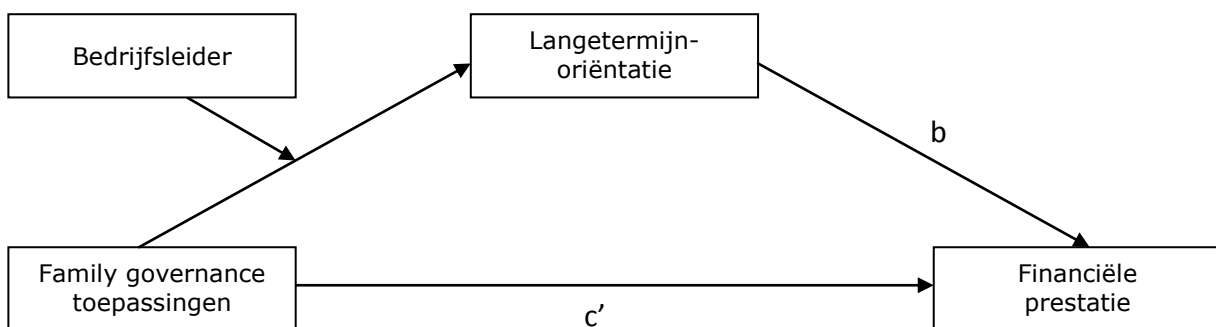 Bedrijfsleider
Langetermijn-
oriëntatie
b
Family governance
toepassingen
c’
Financiële
prestatie